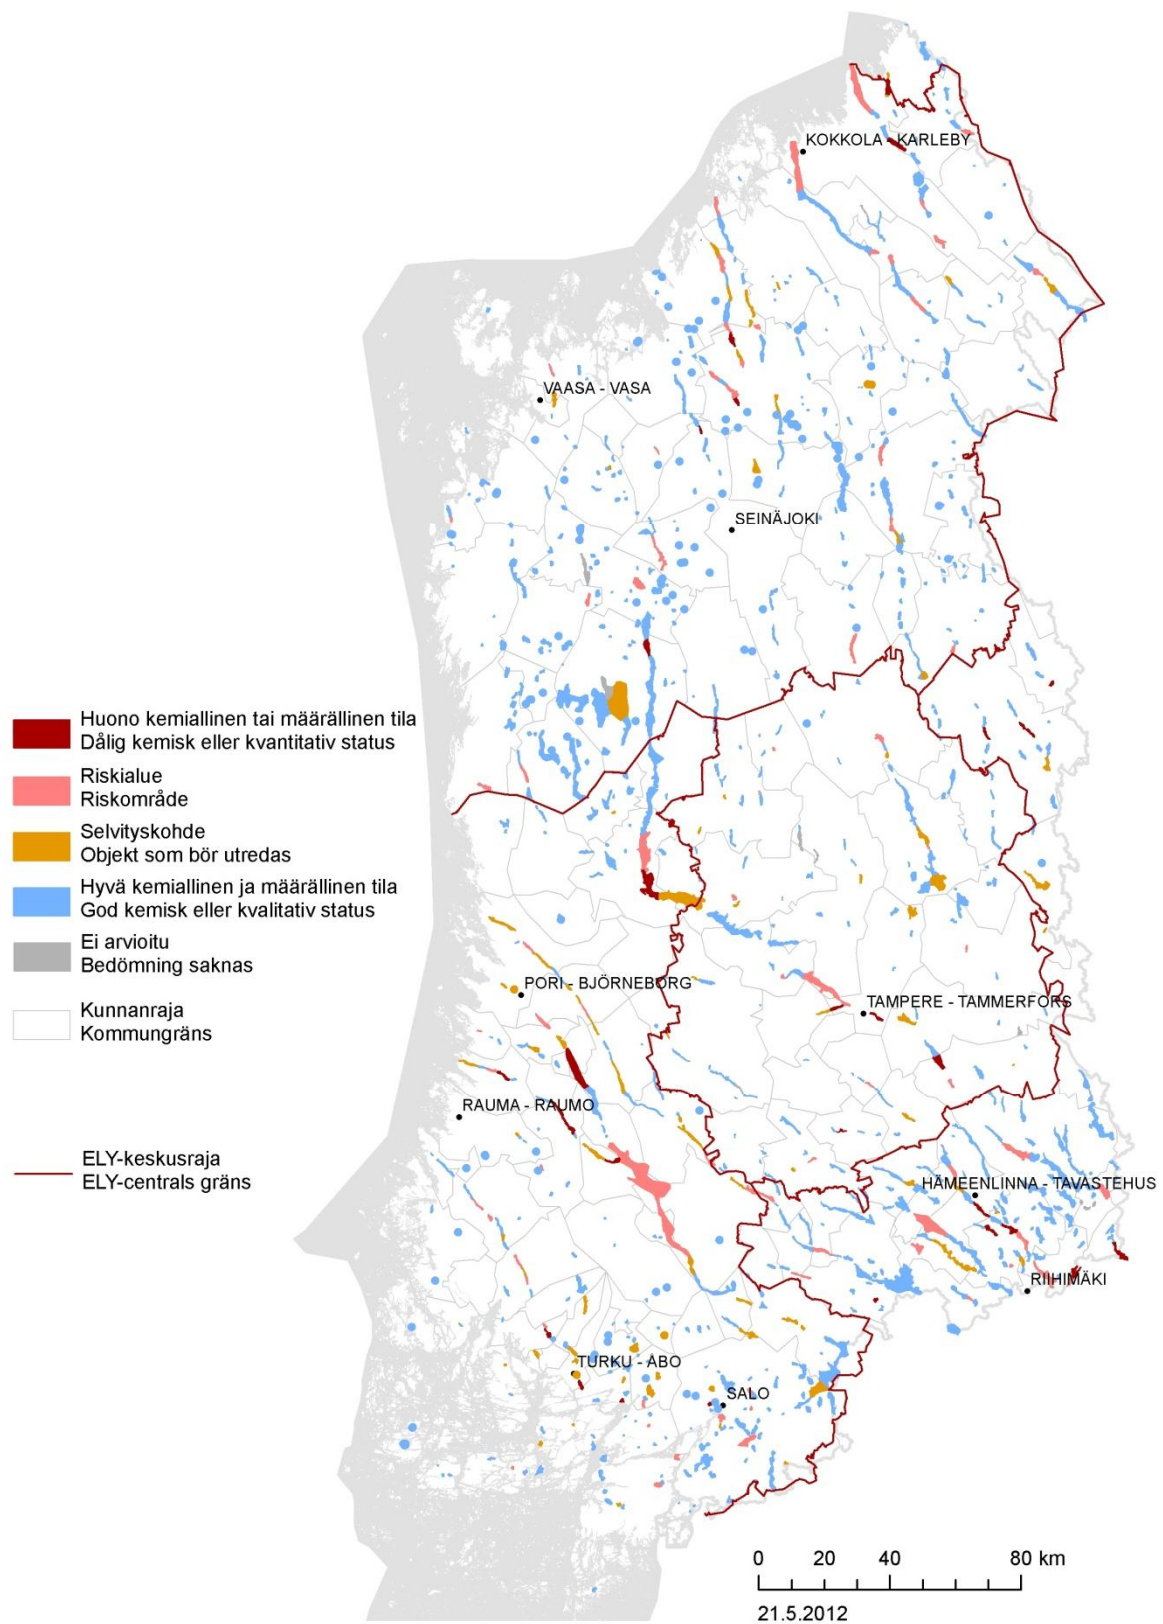 KOKKOLA - KARLEBY
VAASA - VASA
SEINÄJOKI
Huono kemiallinen tai määrällinen tila
Dålig kemisk eller kvantitativ status
Riskialue
Riskområde
Selvityskohde
Objekt som bör utredas
Hyvä kemiallinen ja määrällinen tila
God kemisk eller kvalitativ status
Ei arvioitu
Bedömning saknas
Kunnanraja
Kommungräns
ELY-keskusraja
ELY-centrals gräns
PORI - BJÖRNEBORG
TAMPERE - TAMMERFORS
RAUMA - RAUMO
HÄMEENLINNA - TAVASTEHUS
RIIHIMÄKI
TURKU - ÅBO
SALO
0 20 40 80 km
21.5.2012